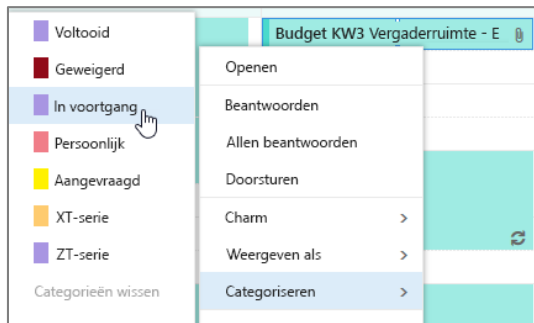 Voltooid
Geweigerd
In voortgang
Persoonlijk
Aangevraagd
XT-serie
ZT-serie
Categorieën wissen
Budget KW3 Vergaderruimte - E
Openen
Beantwoorden
Allen beantwoorden
Doorsturen
Charm
Weergeven als
Categoriseren